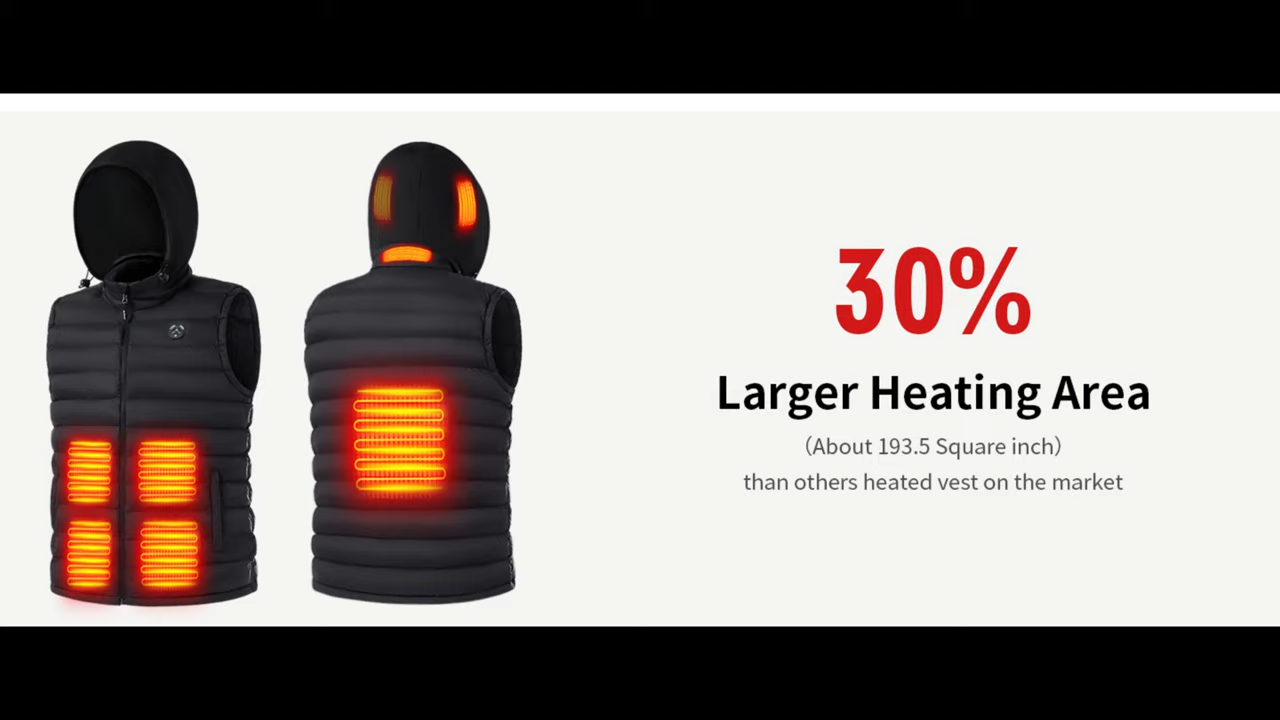 30%
Larger Heating Area
（About 193.5 Square inch）
than others heated vest on the market